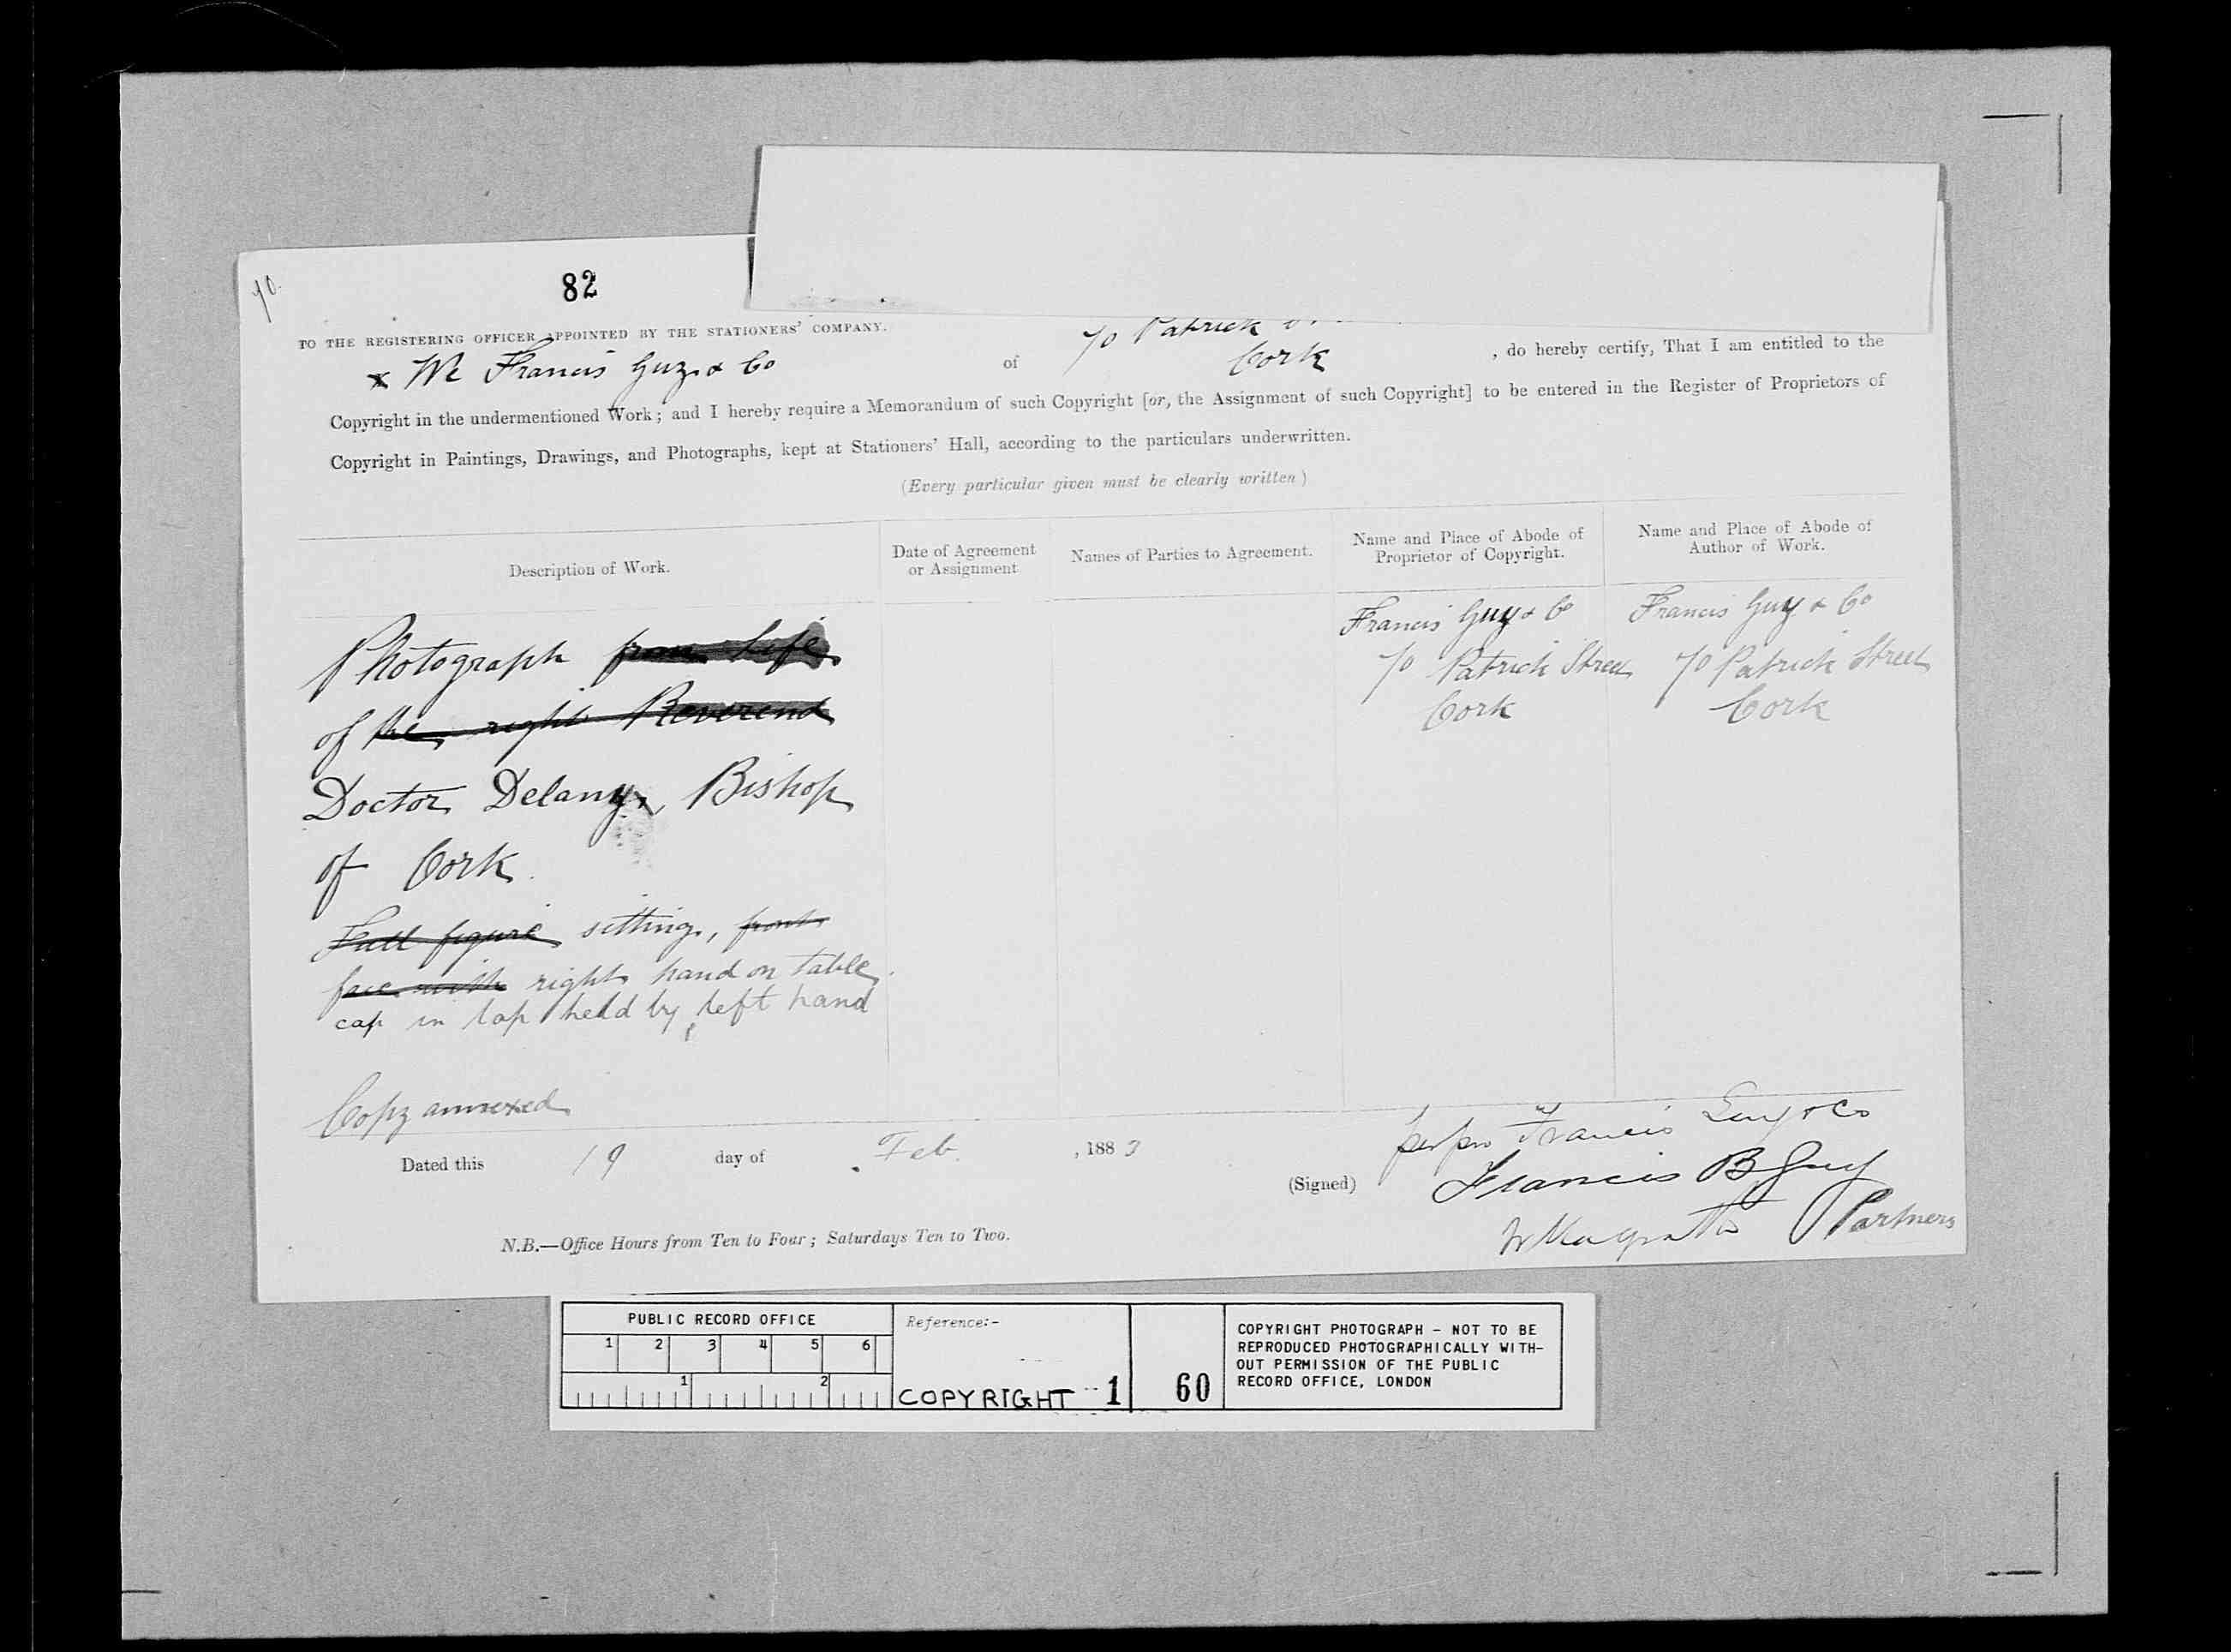 70
82
TO THE REGISTERING OFFICER APPOINTED BY THE STATIONERS' COMPANY.
x We Francis Guy & Co of 70 Patrick
Cork , do hereby certify, That I am entitled to the
Copyright in the undermentioned Work; and I hereby require a Memorandum of such Copyright [or, the Assignment of such Copyright] to be entered in the Register of Proprietors of
Copyright in Paintings, Drawings, and Photographs, kept at Stationers' Hall, according to the particulars underwritten.
(Every particular given must be clearly written)
Description of Work.
Date of Agreement
or Assignment
Names of Parties to Agreement.
Name and Place of Abode of
Proprietor of Copyright.
Name and Place of Abode of
Author of Work.
Photograph from Life
of the right Reverend
Doctor Delany, Bishop
of Cork.
Full figure sitting, front
face with right hand on table,
cap in lap held by left hand
Copy annexed
Francis Guy & Co
70 Patrick Street
Cork
Francis Guy & Co
70 Patrick Street
Cork
Dated this 19 day of Feb. , 1883
(Signed)
per pro Francis Guy & Co
Francis B Guy
Partners
N.B.—Office Hours from Ten to Four; Saturdays Ten to Two.
PUBLIC RECORD OFFICE
1 2 3 4 5 6
1 2
Reference:-
COPYRIGHT 1 60
COPYRIGHT PHOTOGRAPH - NOT TO BE
REPRODUCED PHOTOGRAPHICALLY WITH-
OUT PERMISSION OF THE PUBLIC
RECORD OFFICE, LONDON